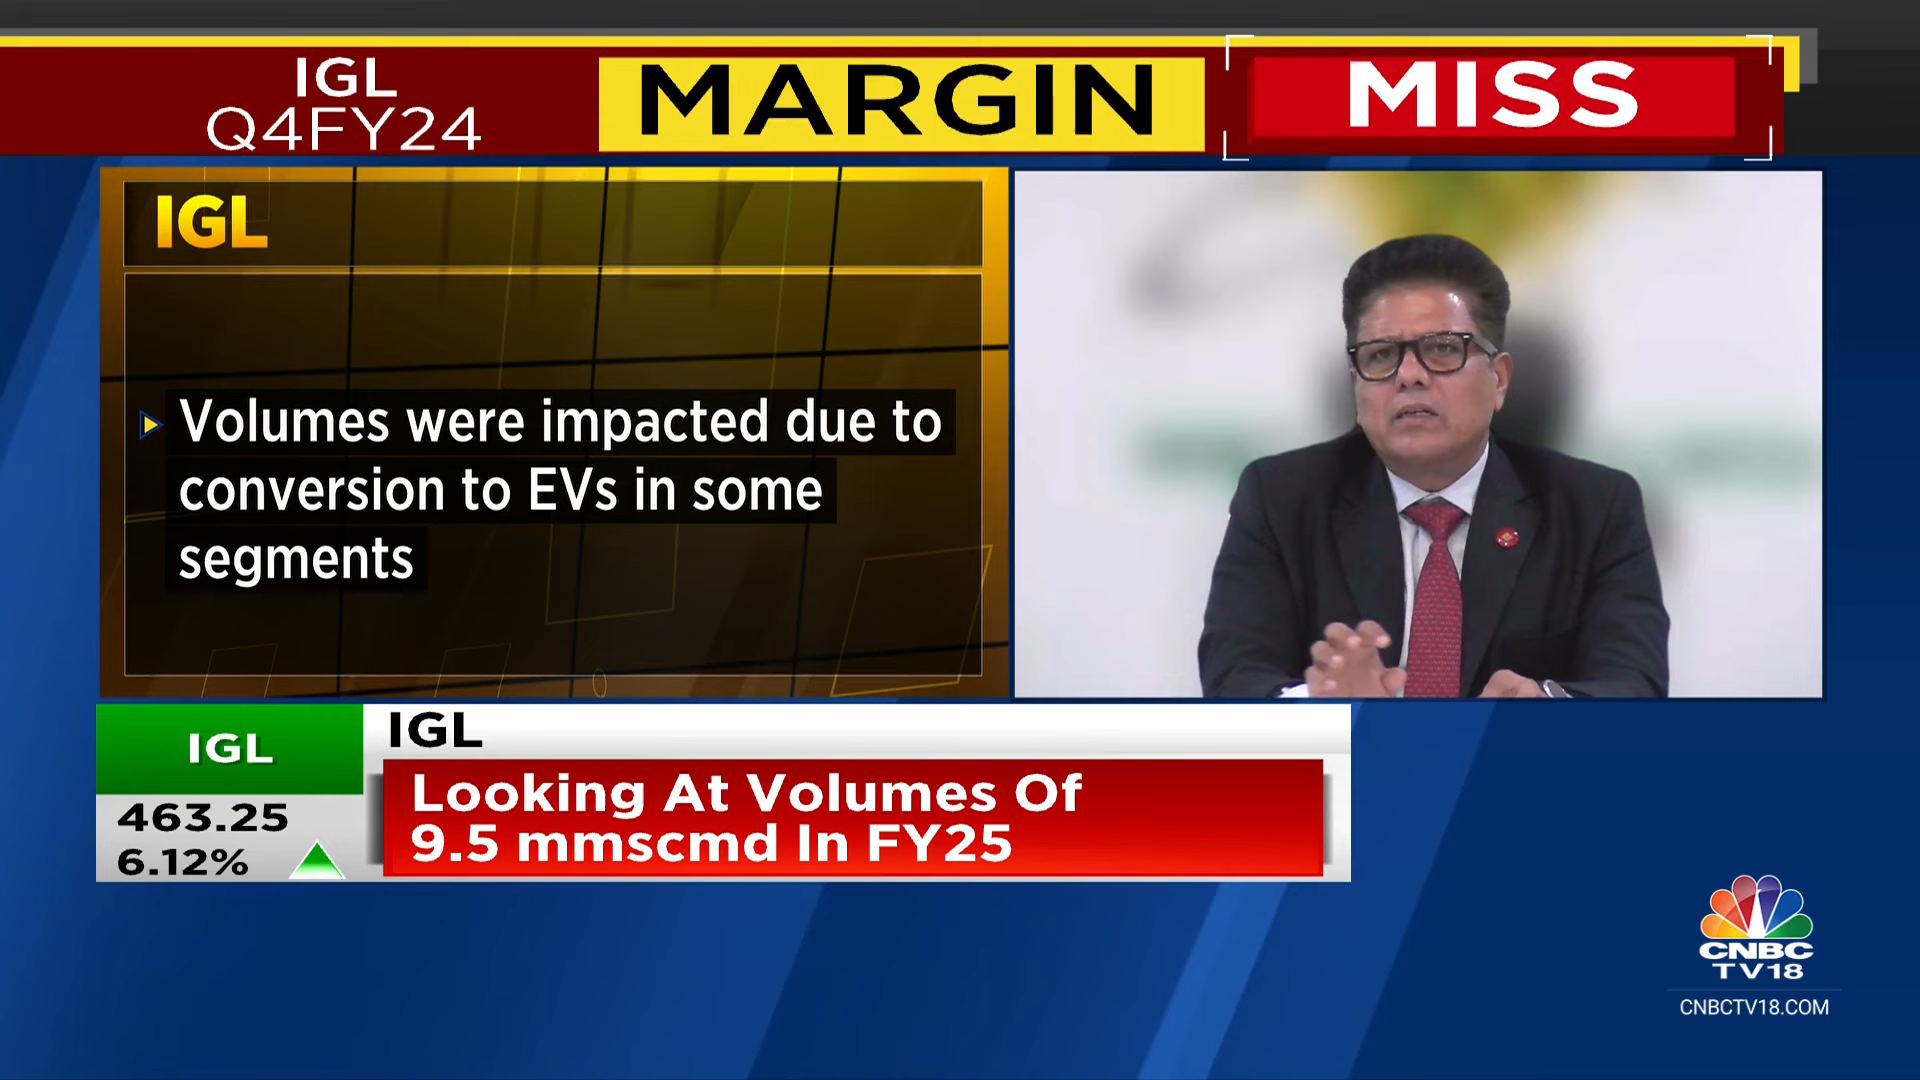 IGL
Q4FY24
MARGIN
MISS
IGL
Volumes were impacted due to
conversion to EVs in some
segments
IGL
463.25
6.12%
IGL
Looking At Volumes Of
9.5 mmscmd In FY25
CNBC
TV18
CNBCTV18.COM